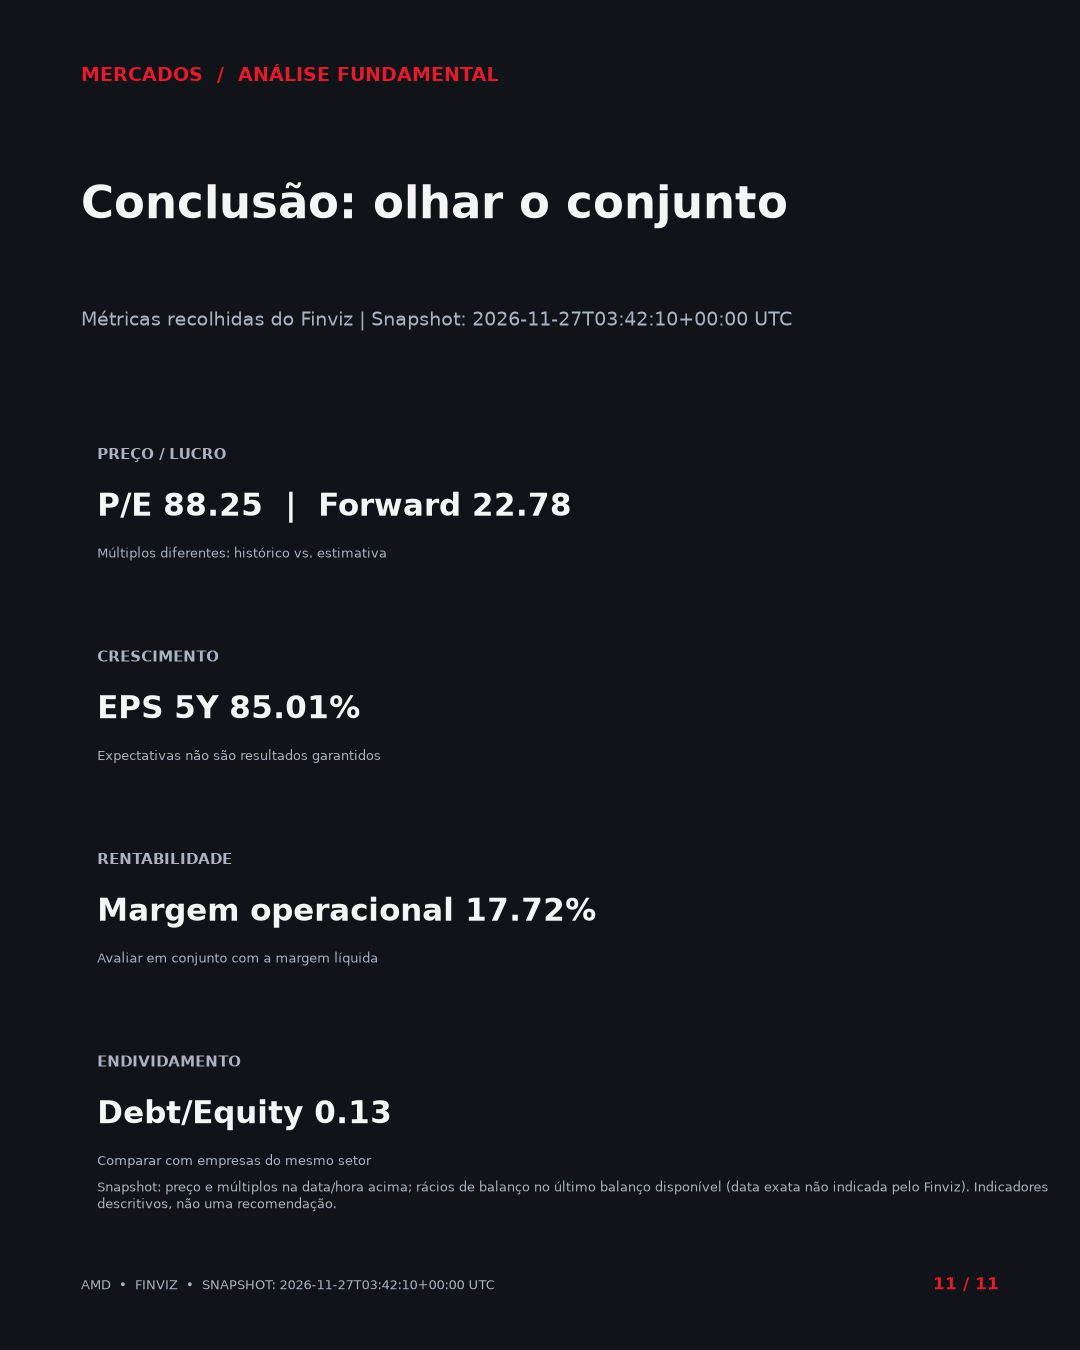 MERCADOS / ANÁLISE FUNDAMENTAL
Conclusão: olhar o conjunto
Métricas recolhidas do Finviz | Snapshot: 2026-11-27T03:42:10+00:00 UTC
PREÇO / LUCRO
P/E 88.25 | Forward 22.78
Múltiplos diferentes: histórico vs. estimativa
CRESCIMENTO
EPS 5Y 85.01%
Expectativas não são resultados garantidos
RENTABILIDADE
Margem operacional 17.72%
Avaliar em conjunto com a margem líquida
ENDIVIDAMENTO
Debt/Equity 0.13
Comparar com empresas do mesmo setor
Snapshot: preço e múltiplos na data/hora acima; rácios de balanço no último balanço disponível (data exata não indicada pelo Finviz). Indicadores
descritivos, não uma recomendação.
AMD • FINVIZ • SNAPSHOT: 2026-11-27T03:42:10+00:00 UTC
11 / 11